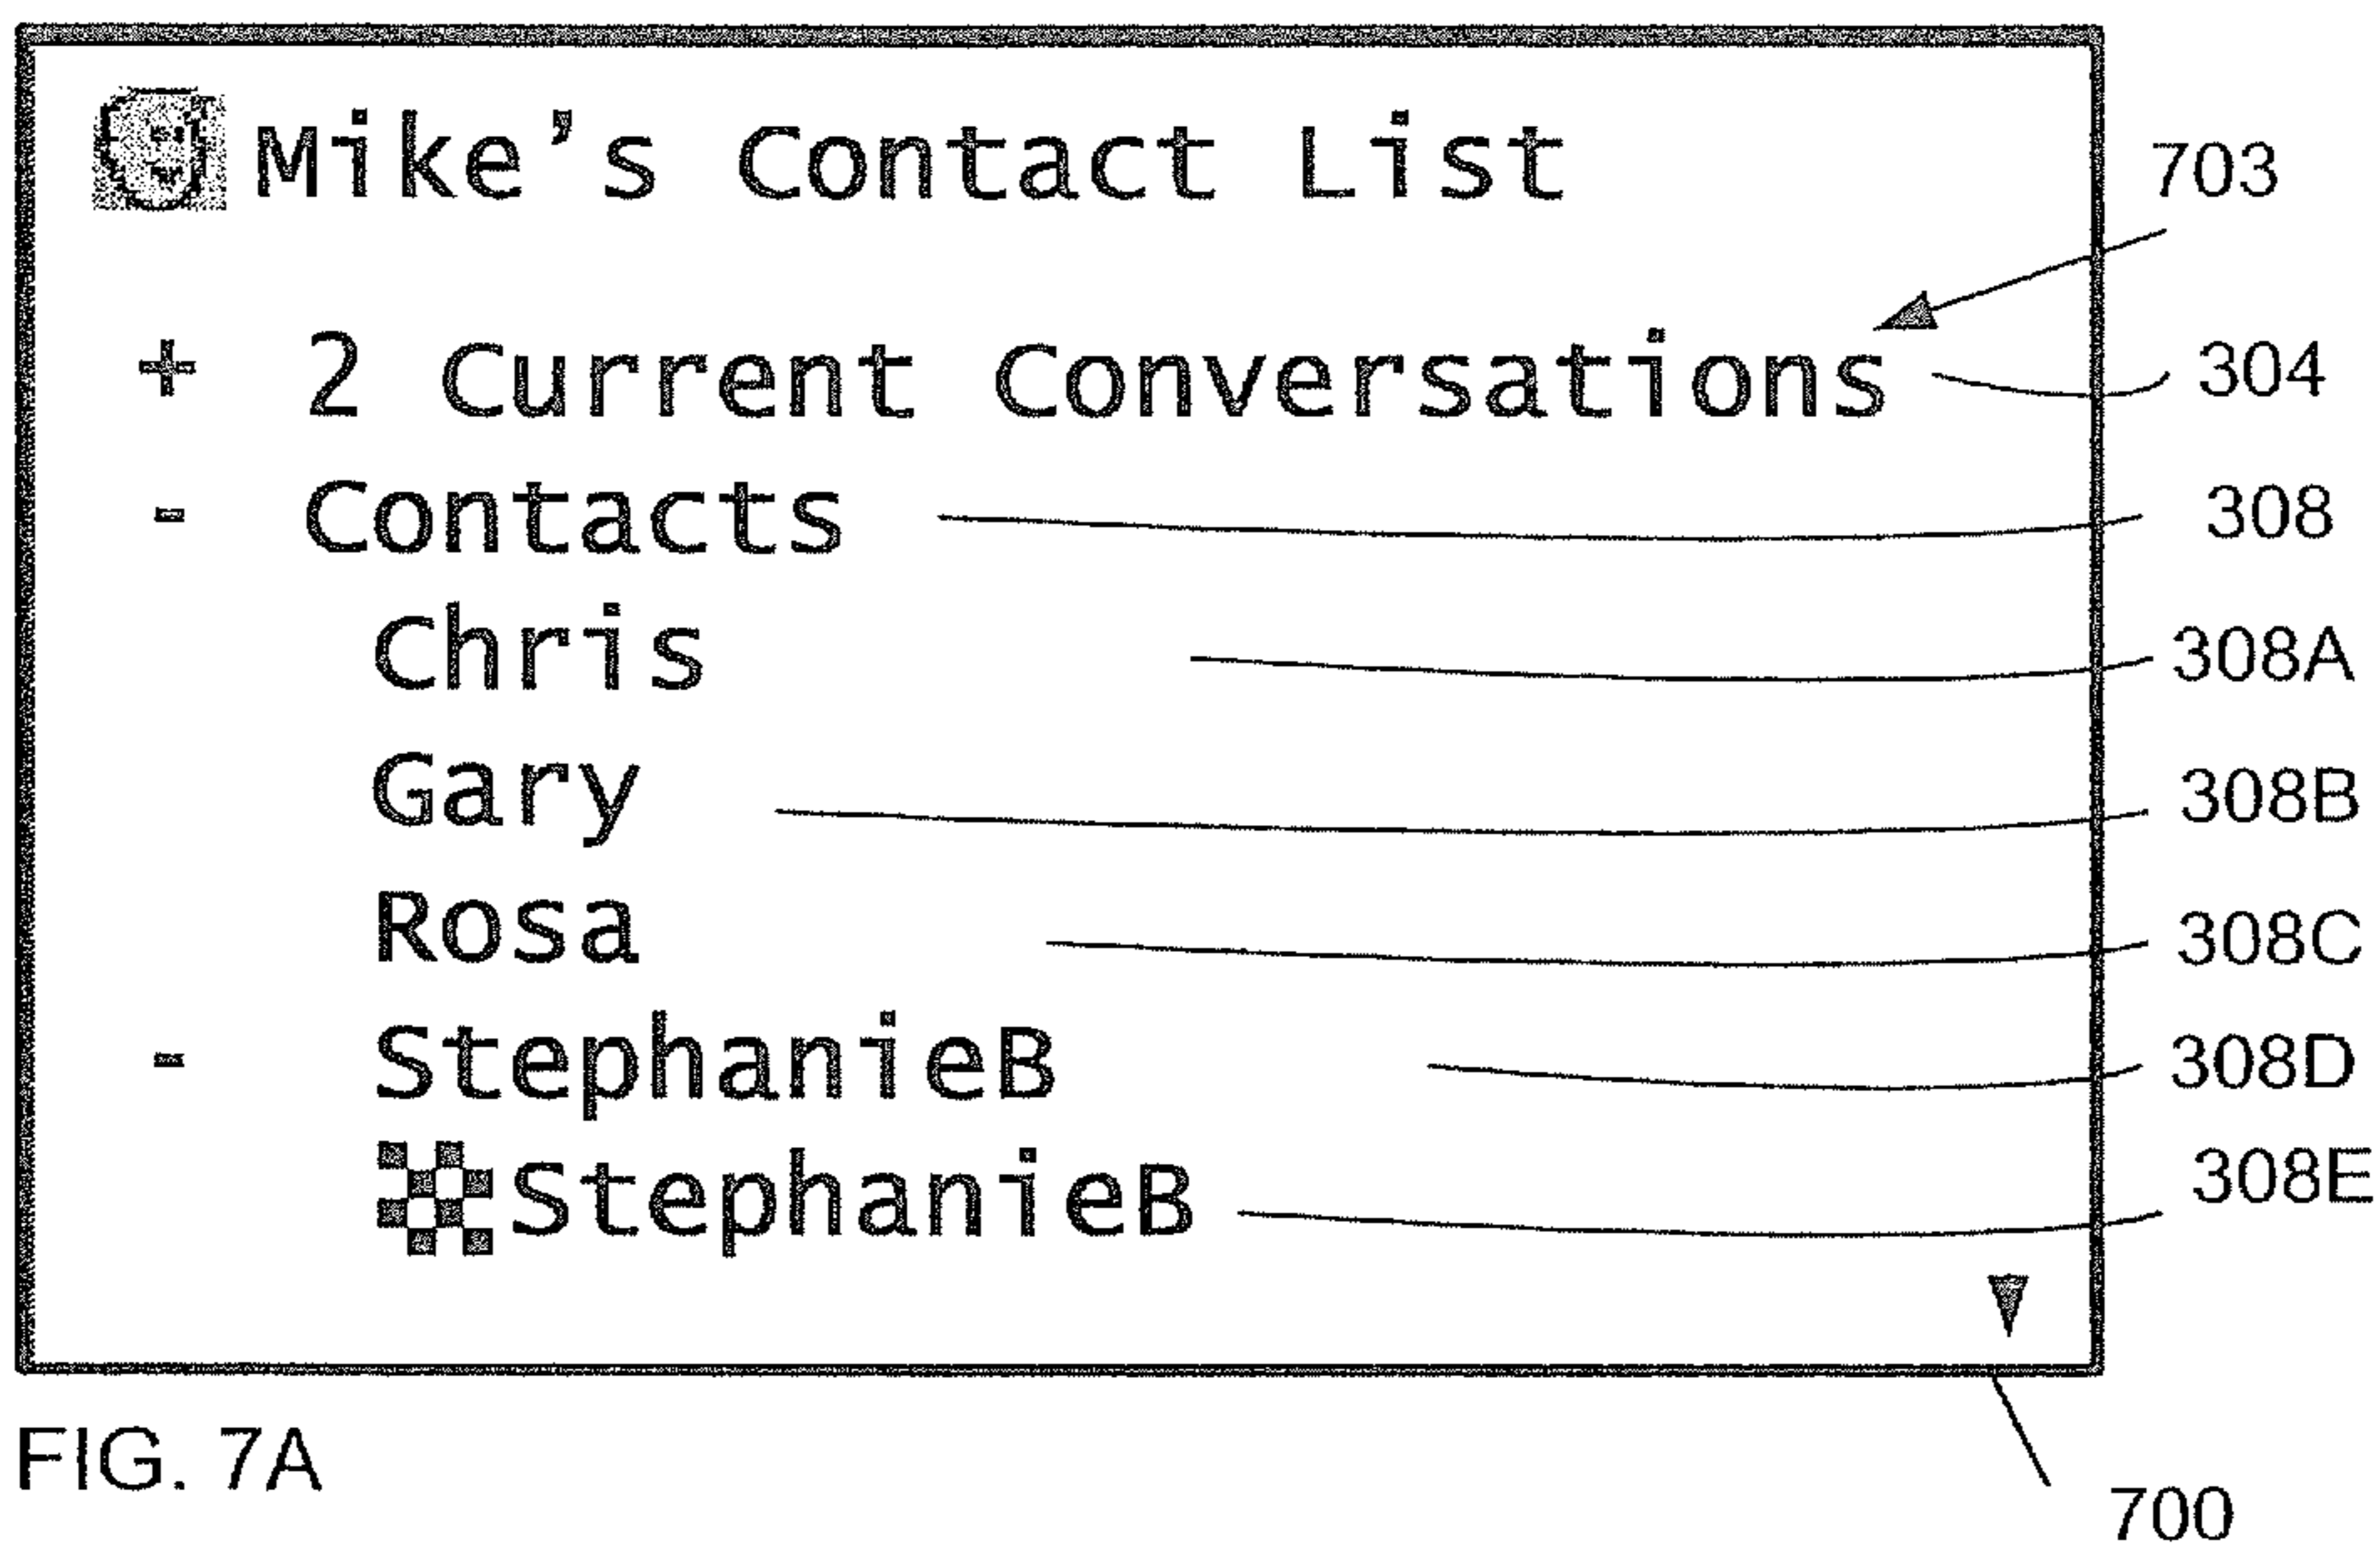 Mike’s Contact List
703
+ 2 Current Conversations 304
- Contacts 308
Chris 308A
Gary 308B
Rosa 308C
- StephanieB 308D
StephanieB 308E
FIG. 7A
700